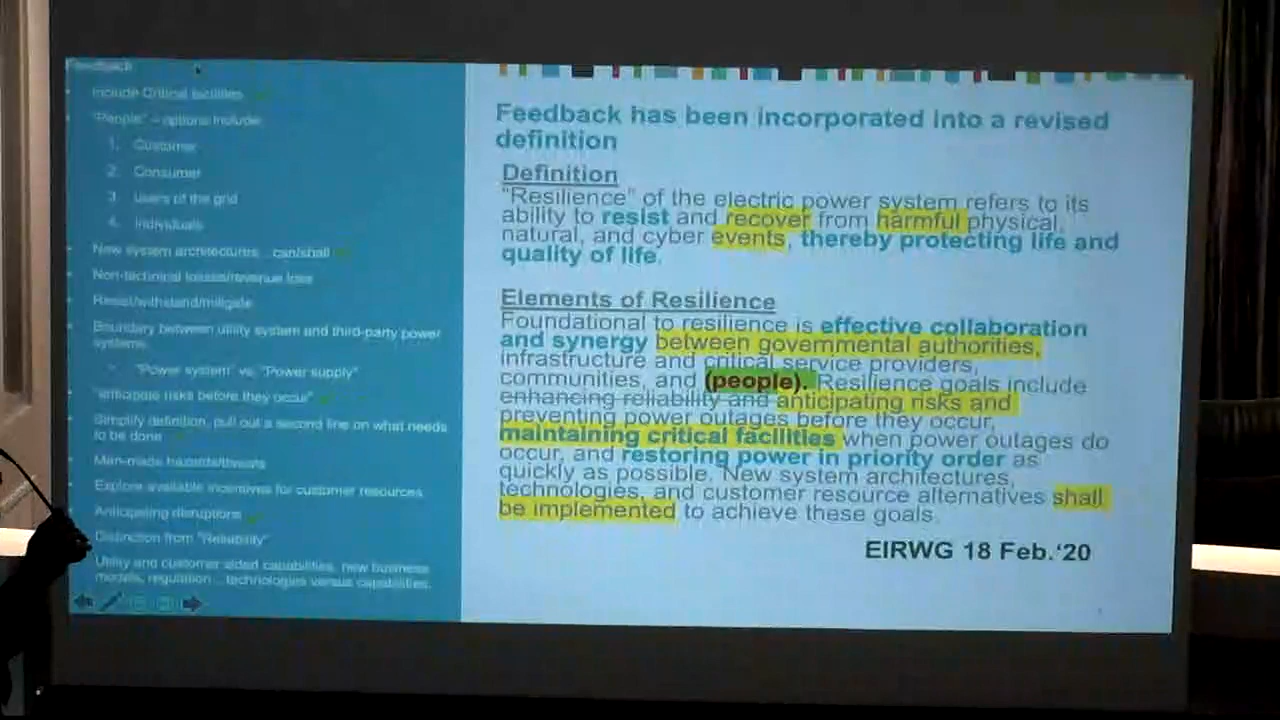 Feedback
• Include Critical facilities
• "People" – options include:
1. Customer
2. Consumer
3. Users of the grid
4. Individuals
• New system architectures…can/shall
• Non-technical losses/revenue loss
• Resist/withstand/mitigate
• Boundary between utility system and third-party power
systems.
• "Power system" vs. "Power supply"
• "anticipate risks before they occur"
• Simplify definition, pull out a second line on what needs
to be done
• Man-made hazards/threats
• Explore available incentives for customer resources
• Anticipating disruptions
• Distinction from "Reliability"
• Utility and customer sided capabilities, new business
models, regulation… technologies versus capabilities.
Feedback has been incorporated into a revised
definition
Definition
"Resilience" of the electric power system refers to its
ability to resist and recover from harmful physical,
natural, and cyber events, thereby protecting life and
quality of life.
Elements of Resilience
Foundational to resilience is effective collaboration
and synergy between governmental authorities,
infrastructure and critical service providers,
communities, and (people). Resilience goals include
enhancing reliability and anticipating risks and
preventing power outages before they occur,
maintaining critical facilities when power outages do
occur, and restoring power in priority order as
quickly as possible. New system architectures,
technologies, and customer resource alternatives shall
be implemented to achieve these goals.
EIRWG 18 Feb.'20